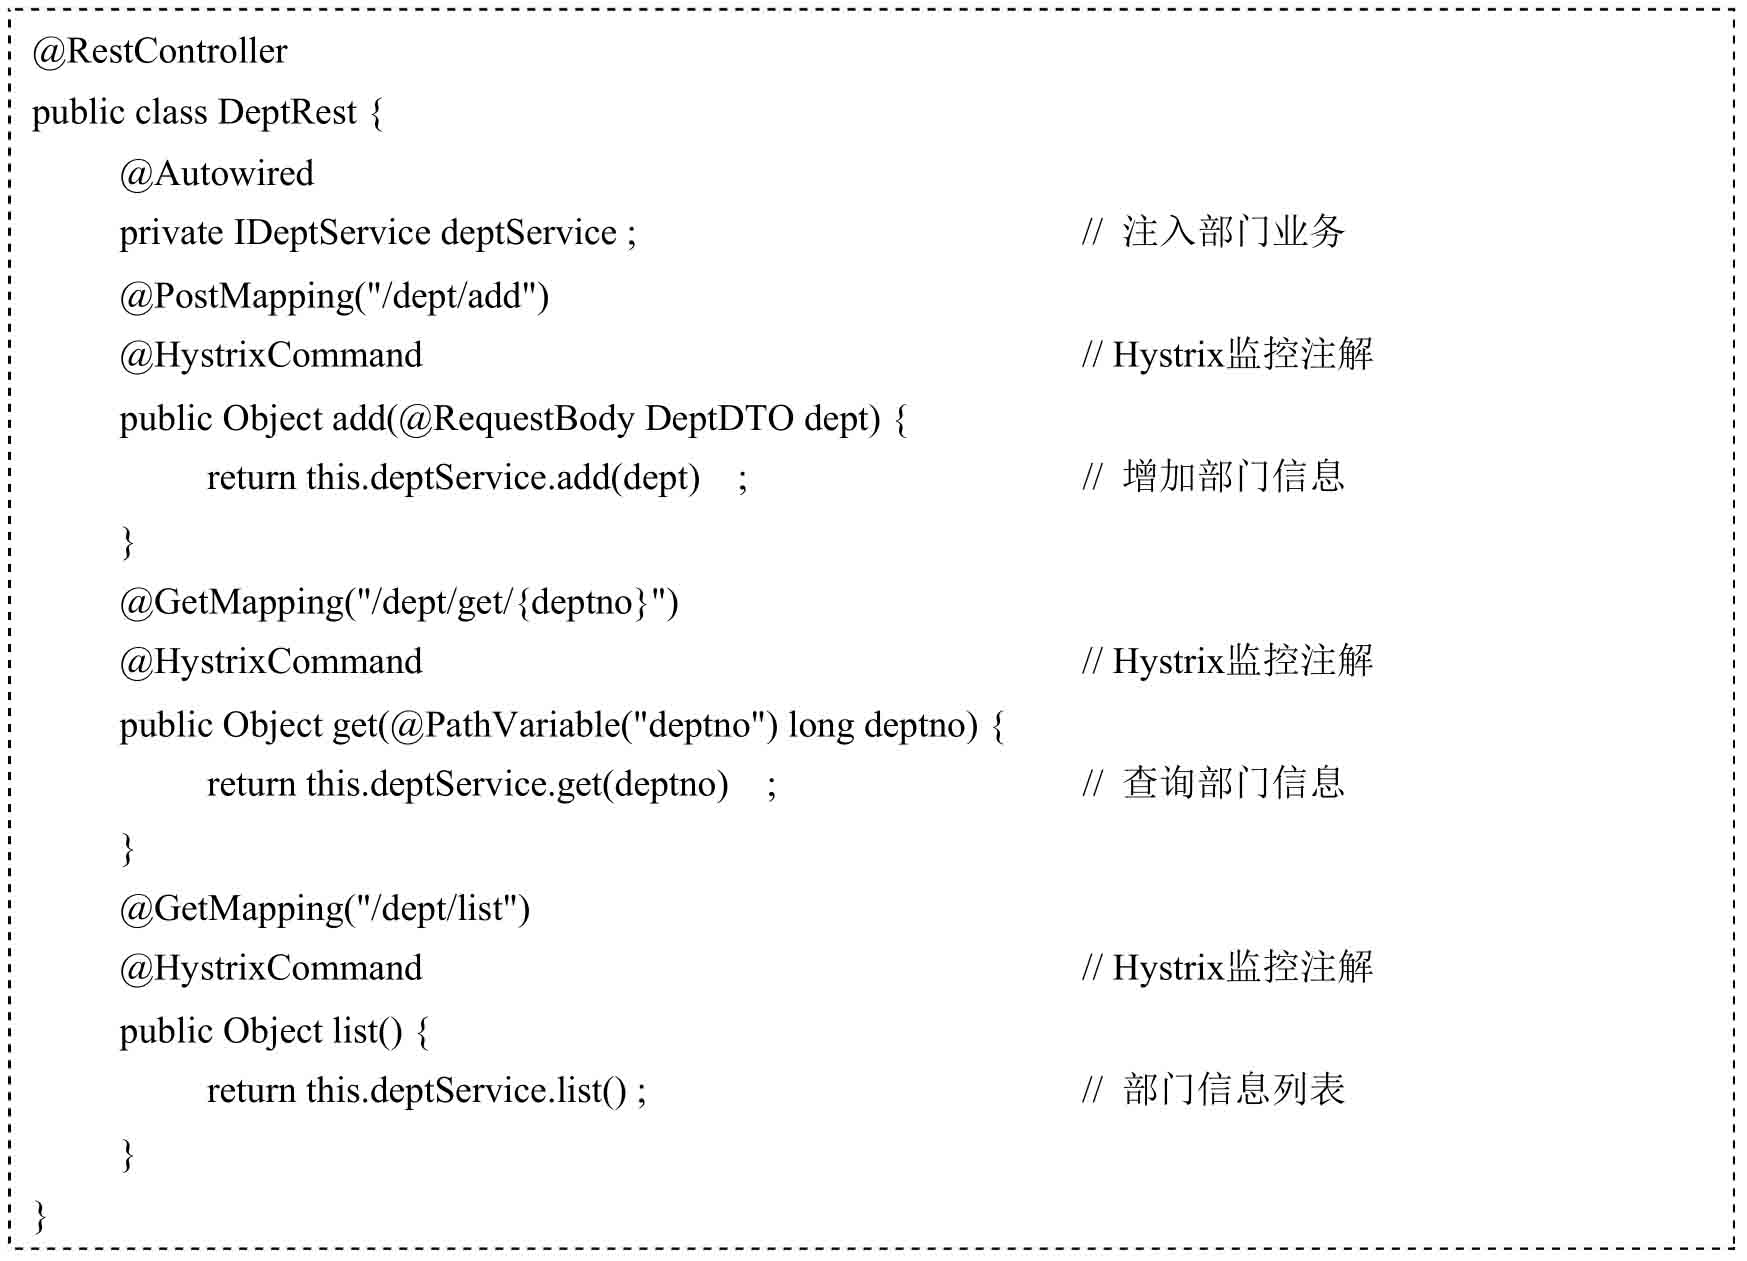 @RestController
public class DeptRest {
@Autowired
private IDeptService deptService ; // 注入部门业务
@PostMapping("/dept/add")
@HystrixCommand // Hystrix监控注解
public Object add(@RequestBody DeptDTO dept) {
return this.deptService.add(dept) ; // 增加部门信息
}
@GetMapping("/dept/get/{deptno}")
@HystrixCommand // Hystrix监控注解
public Object get(@PathVariable("deptno") long deptno) {
return this.deptService.get(deptno) ; // 查询部门信息
}
@GetMapping("/dept/list")
@HystrixCommand // Hystrix监控注解
public Object list() {
return this.deptService.list() ; // 部门信息列表
}
}